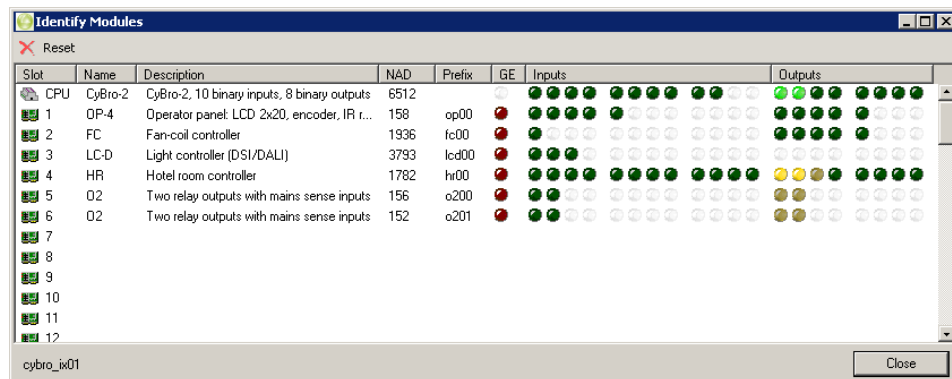 Identify Modules
Reset
Slot Name Description NAD Prefix GE Inputs Outputs
CPU CyBro-2 CyBro-2, 10 binary inputs, 8 binary outputs 6512
1 OP-4 Operator panel: LCD 2x20, encoder, IR r... 158 op00
2 FC Fan-coil controller 1936 fc00
3 LC-D Light controller (DSI/DALI) 3793 lcd00
4 HR Hotel room controller 1782 hr00
5 O2 Two relay outputs with mains sense inputs 156 o200
6 O2 Two relay outputs with mains sense inputs 152 o201
7
8
9
10
11
12
cybro_ix01 Close